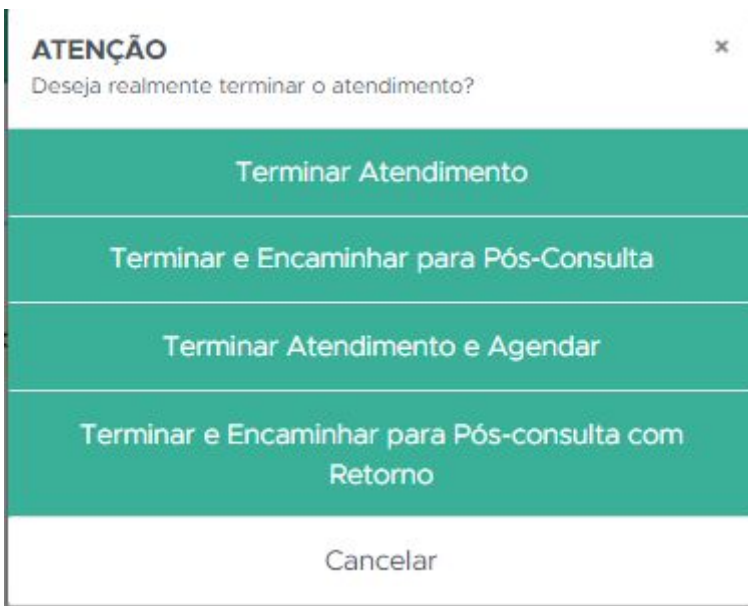 ATENÇÃO
×
Deseja realmente terminar o atendimento?
Terminar Atendimento
Terminar e Encaminhar para Pós-Consulta
Terminar Atendimento e Agendar
Terminar e Encaminhar para Pós-consulta com
Retorno
Cancelar